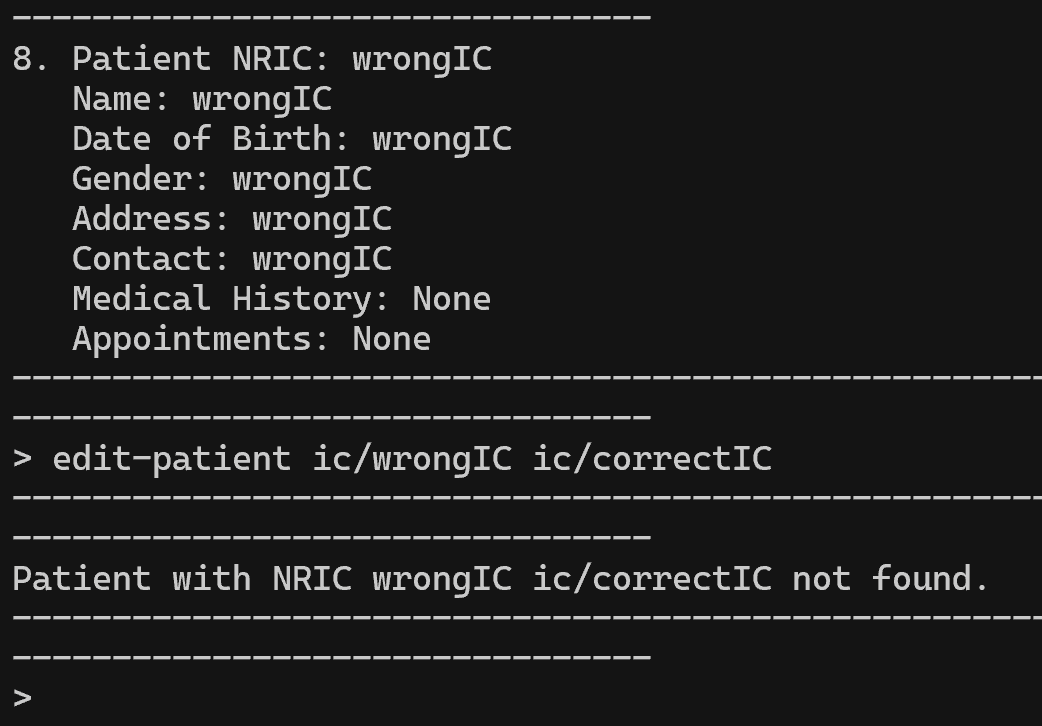 --------------------------------
8. Patient NRIC: wrongIC
   Name: wrongIC
   Date of Birth: wrongIC
   Gender: wrongIC
   Address: wrongIC
   Contact: wrongIC
   Medical History: None
   Appointments: None
----------------------------------------------------
--------------------------------
> edit-patient ic/wrongIC ic/correctIC
----------------------------------------------------
--------------------------------
Patient with NRIC wrongIC ic/correctIC not found.
----------------------------------------------------
--------------------------------
>